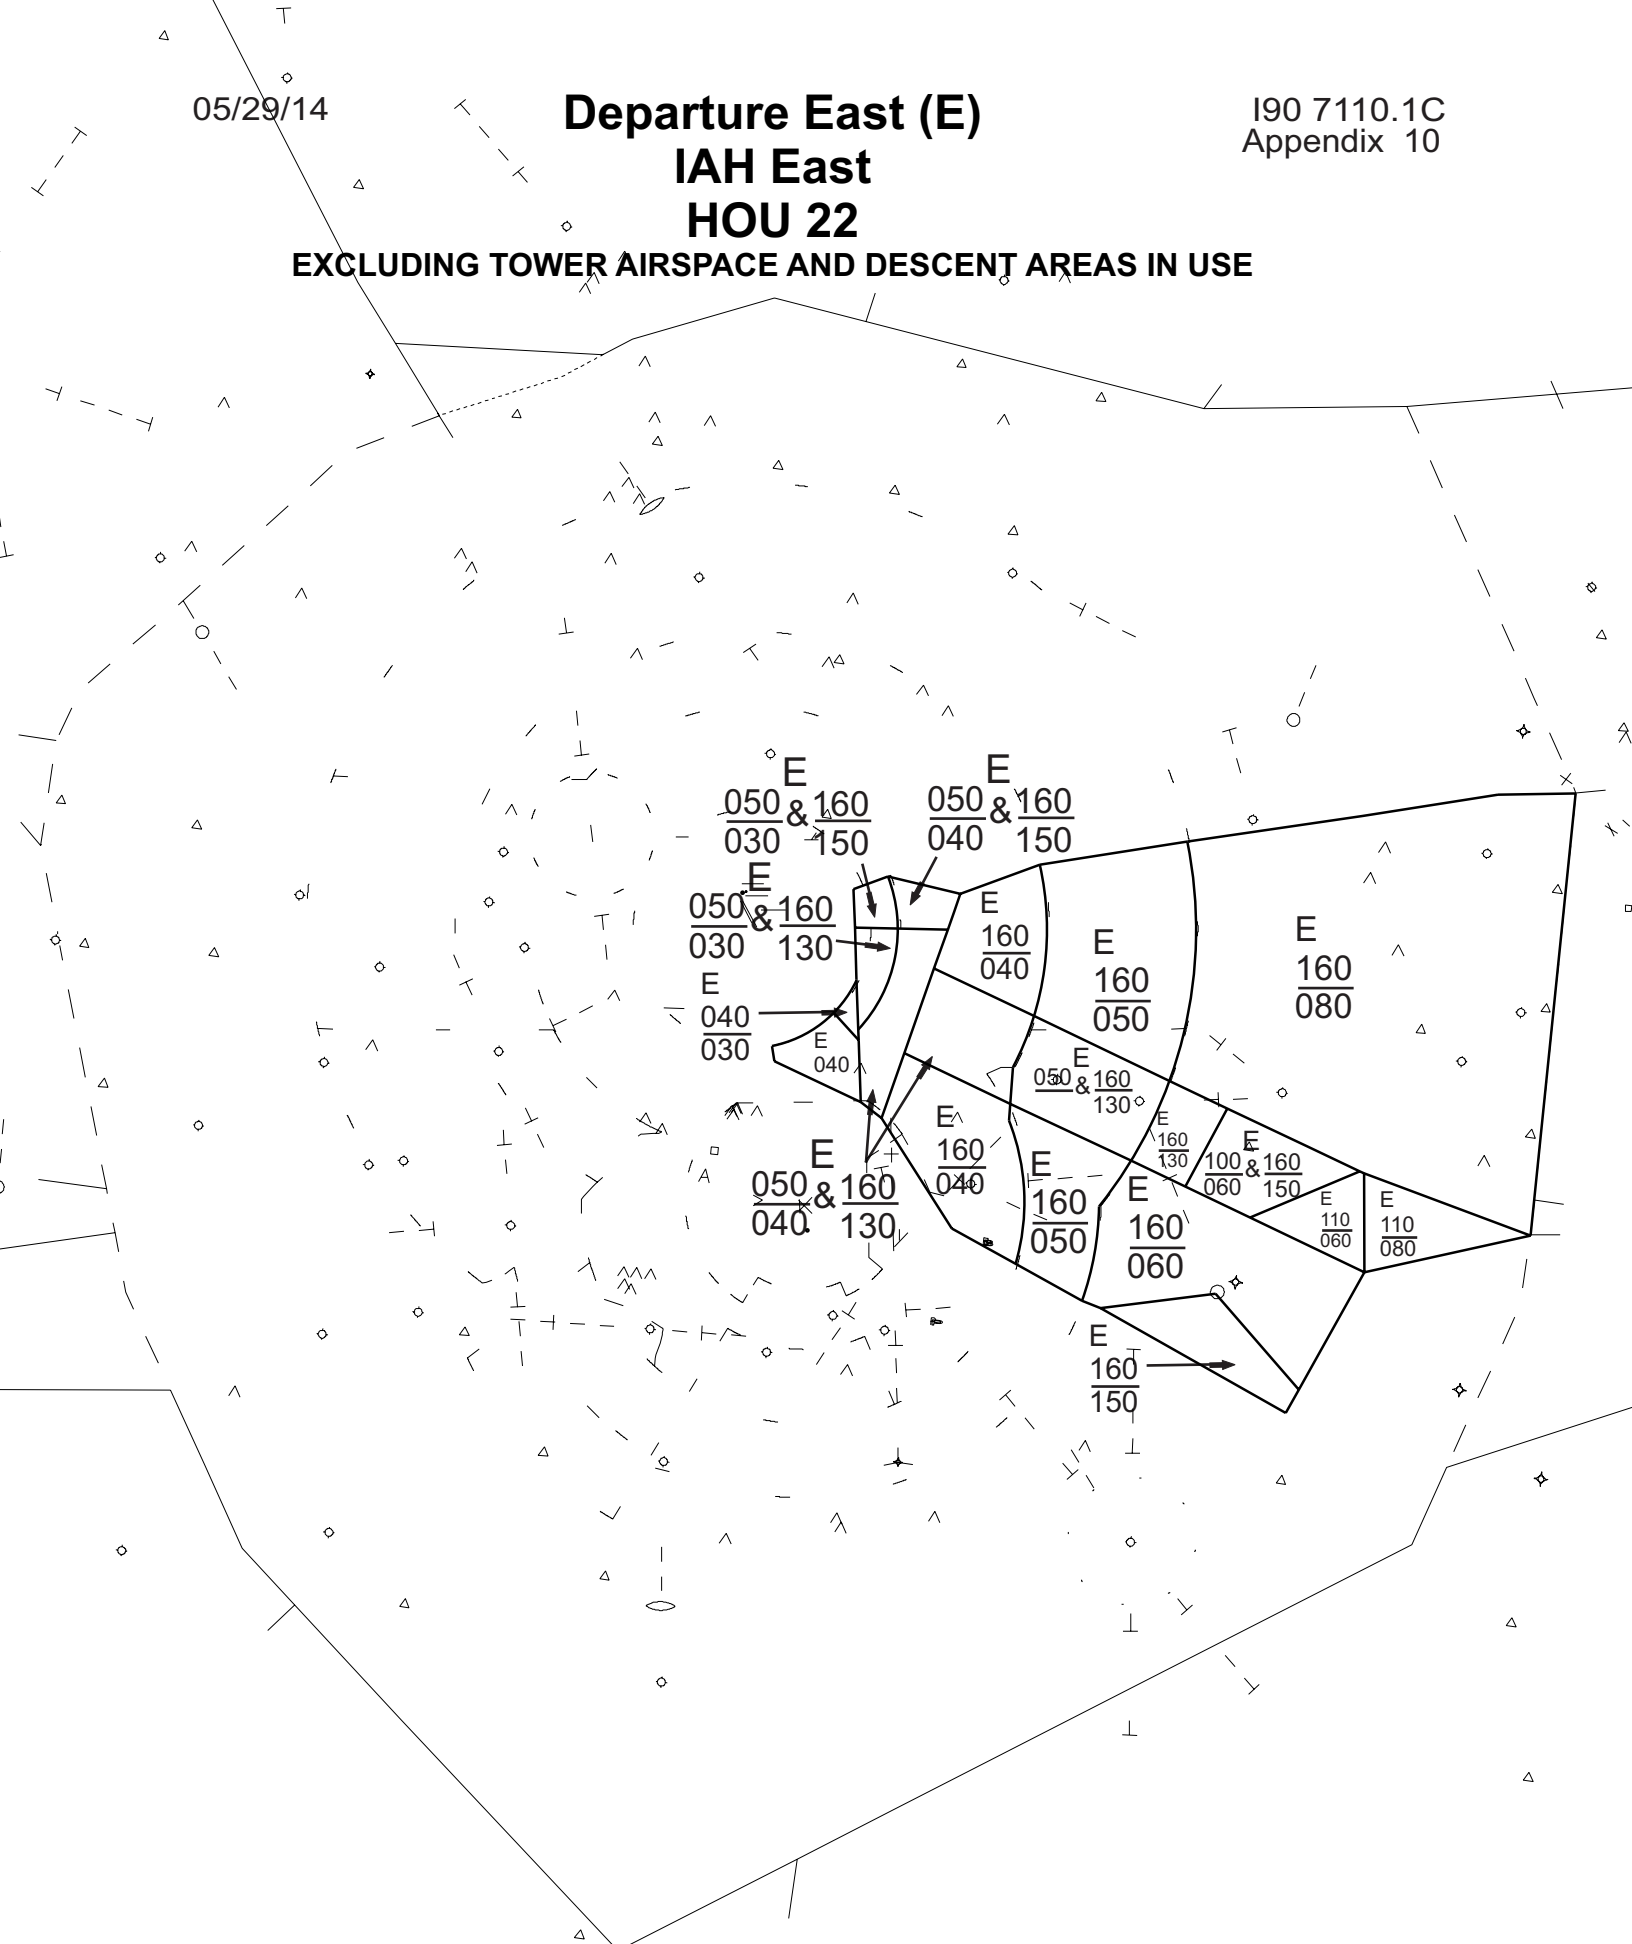 05/29/14
Departure East (E)
IAH East
HOU 22
EXCLUDING TOWER AIRSPACE AND DESCENT AREAS IN USE
I90 7110.1C
Appendix 10
E
050 & 160
030 150
E
050 & 160
040 150
E
050 & 160
030 130
E
040
030
E
040
E
160
040
E
160
050
E
160
080
E
050 & 160
130
E
160
130
E
100 & 160
060 150
E
110
060
E
110
080
E
160
040
E
160
050
E
160
060
E
050 & 160
040 130
E
160
150